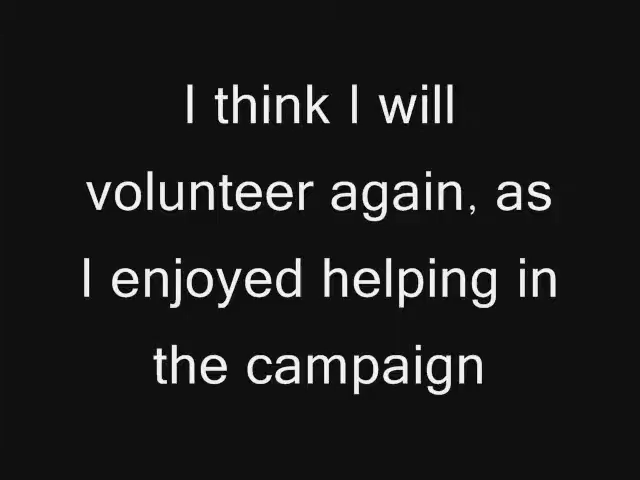 I think I will
volunteer again, as
I enjoyed helping in
the campaign